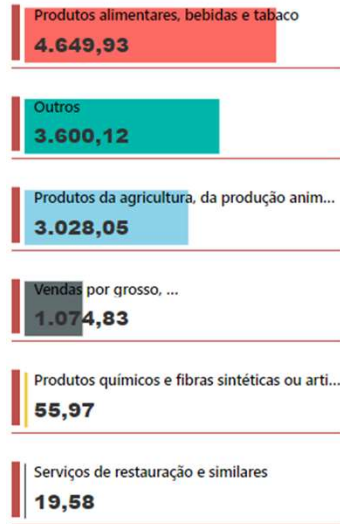 Produtos alimentares, bebidas e tabaco
4.649,93
Outros
3.600,12
Produtos da agricultura, da produção anim...
3.028,05
Vendas por grosso, ...
1.074,83
Produtos químicos e fibras sintéticas ou arti...
55,97
Serviços de restauração e similares
19,58